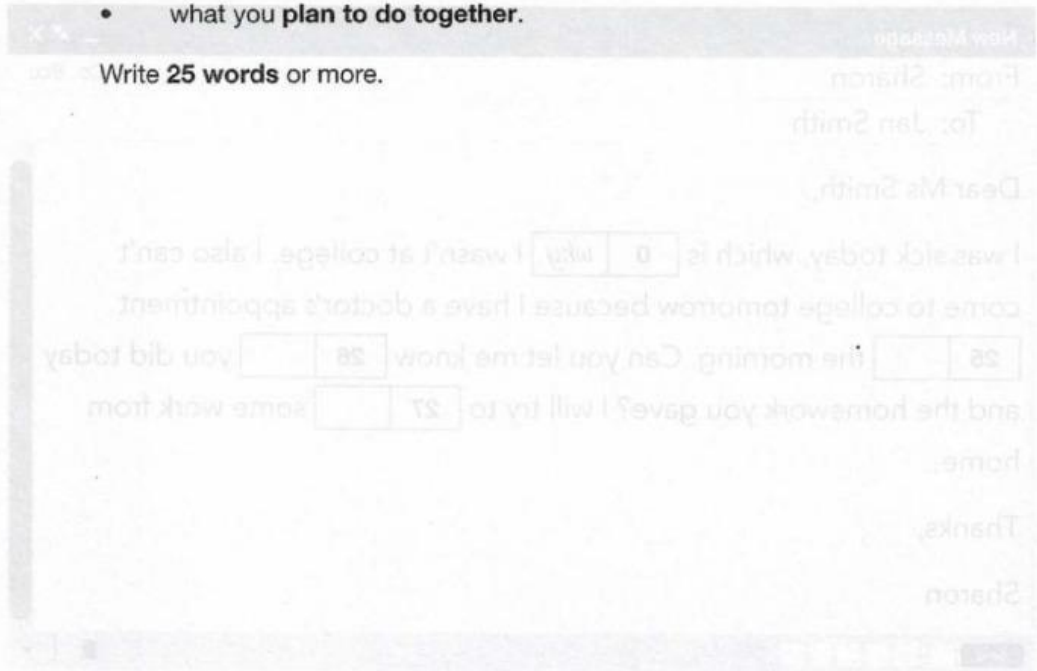 • what you plan to do together.
Write 25 words or more.
New Message
From: Sharon
To: Jan Smith
Dear Ms Smith,
I was sick today, which is 0 why I wasn't at college. I also can't
come to college tomorrow because I have a doctor's appointment
25 the morning. Can you let me know 26 you did today
and the homework you gave? I will try to 27 some work from
home.
Thanks,
Sharon